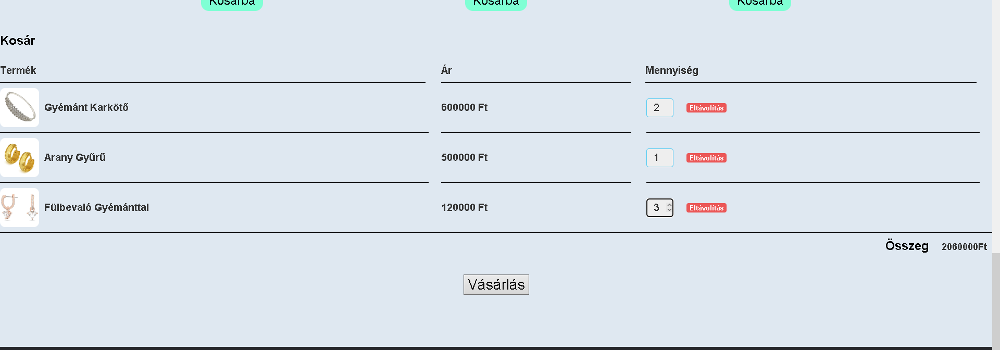 Kosárba Kosárba Kosárba
Kosár
Termék Ár Mennyiség
Gyémánt Karkötő 600000 Ft 2 Eltávolítás
Arany Gyűrű 500000 Ft 1 Eltávolítás
Fülbevaló Gyémánttal 120000 Ft 3 Eltávolítás
Összeg 2060000Ft
Vásárlás